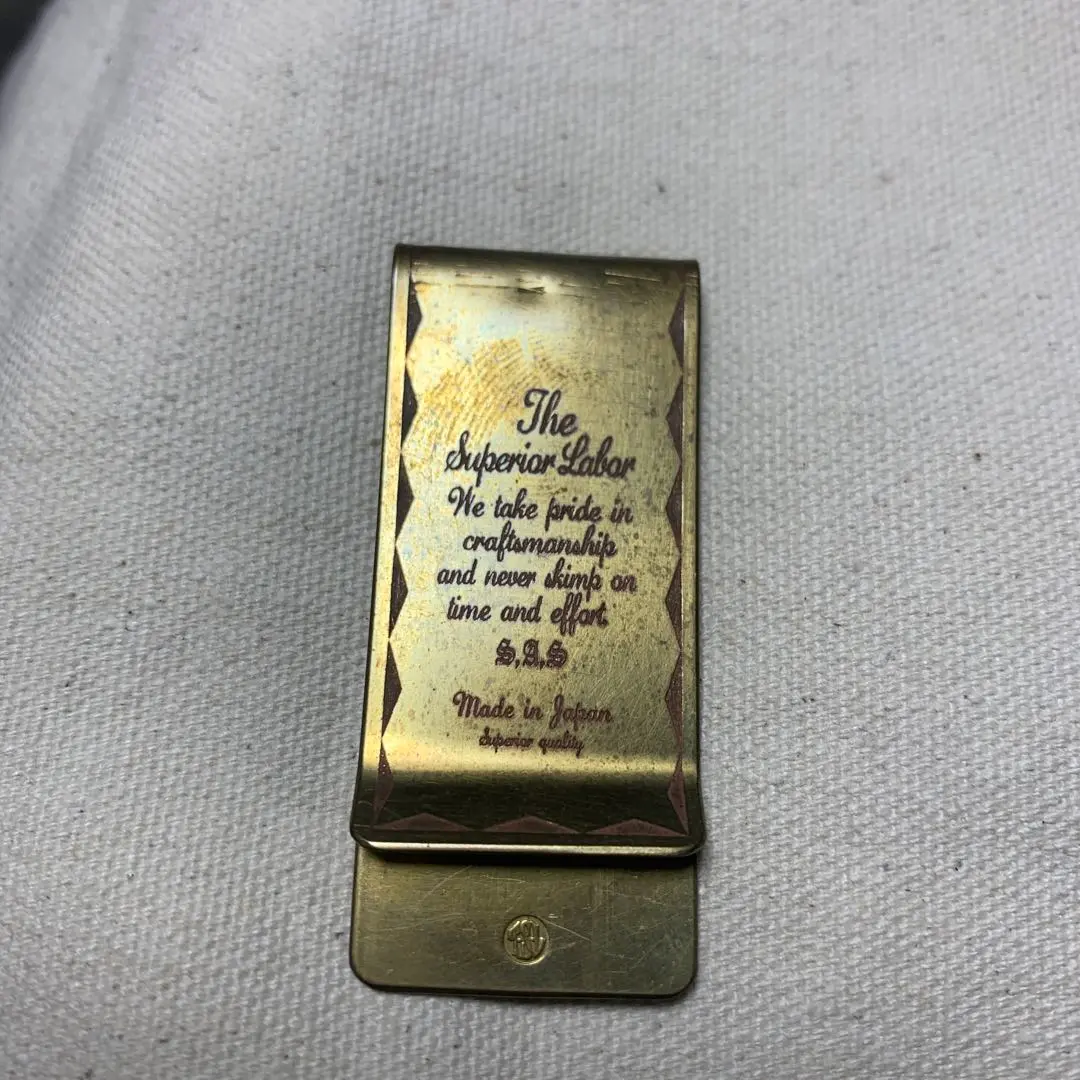 The
Superior Labor
We take pride in
craftsmanship
and never skimp on
time and effort.
S.A.S
Made in Japan
Superior quality